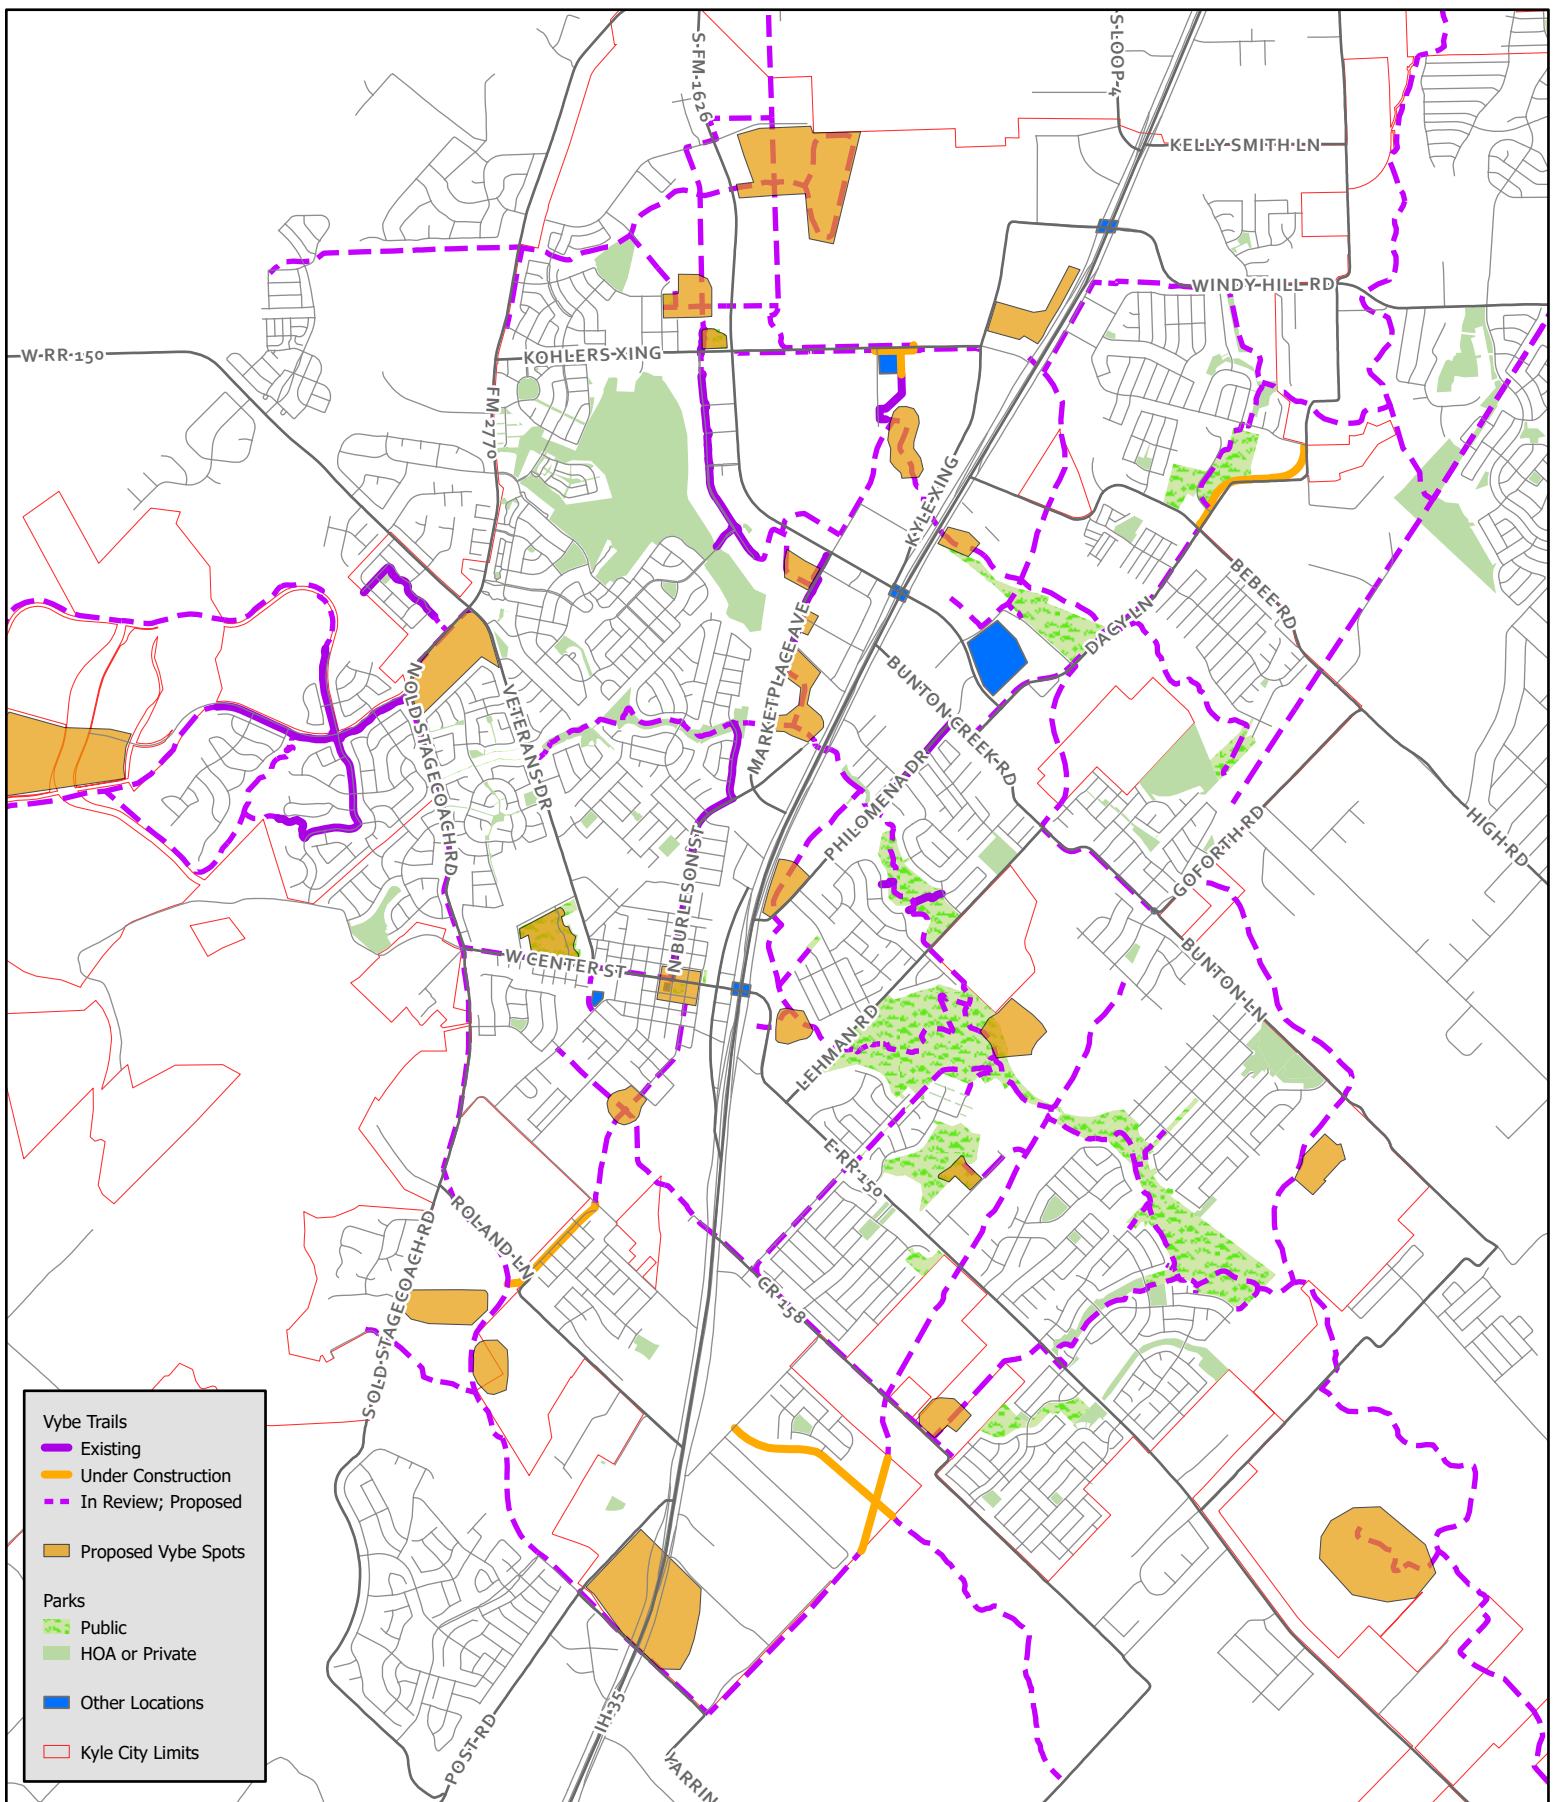 S-FM-1626
S-LOOP-4
KELLY-SMITH-LN
WINDY-HILL-RD
W-RR-150
KOHLERS-XING
FM-2770
KYLE-XING
BEBEE-RD
DACY-LN
MARKETPLACE-AVE
BUNTON-CREEK-RD
N-OLD-STAGECOACH-RD
VETERANS-DR
PHILOMENA-DR
HIGH-RD
GOFORTH-RD
N-BURLESON-ST
W-CENTER-ST
BUNTON-LN
LEHMAN-RD
E-RR-150
ROLAND-LN
S-OLD-STAGECOACH-RD
CR-158
POST-RD
IH-35
YARRIN
Vybe Trails
Existing
Under Construction
In Review; Proposed
Proposed Vybe Spots
Parks
Public
HOA or Private
Other Locations
Kyle City Limits